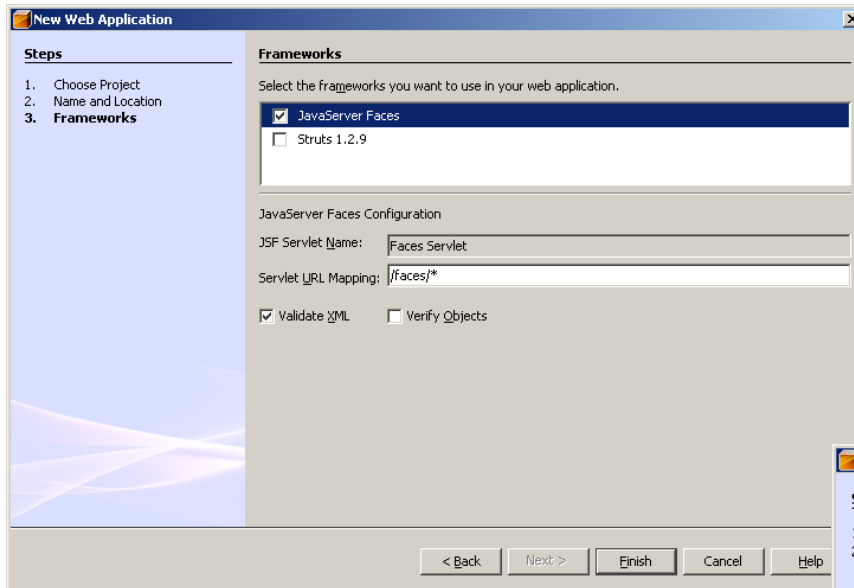 New Web Application
Steps
1. Choose Project
2. Name and Location
3. Frameworks
Frameworks
Select the frameworks you want to use in your web application.
JavaServer Faces
Struts 1.2.9
JavaServer Faces Configuration
JSF Servlet Name: Faces Servlet
Servlet URL Mapping: /faces/*
Validate XML Verify Objects
< Back Next > Finish Cancel Help